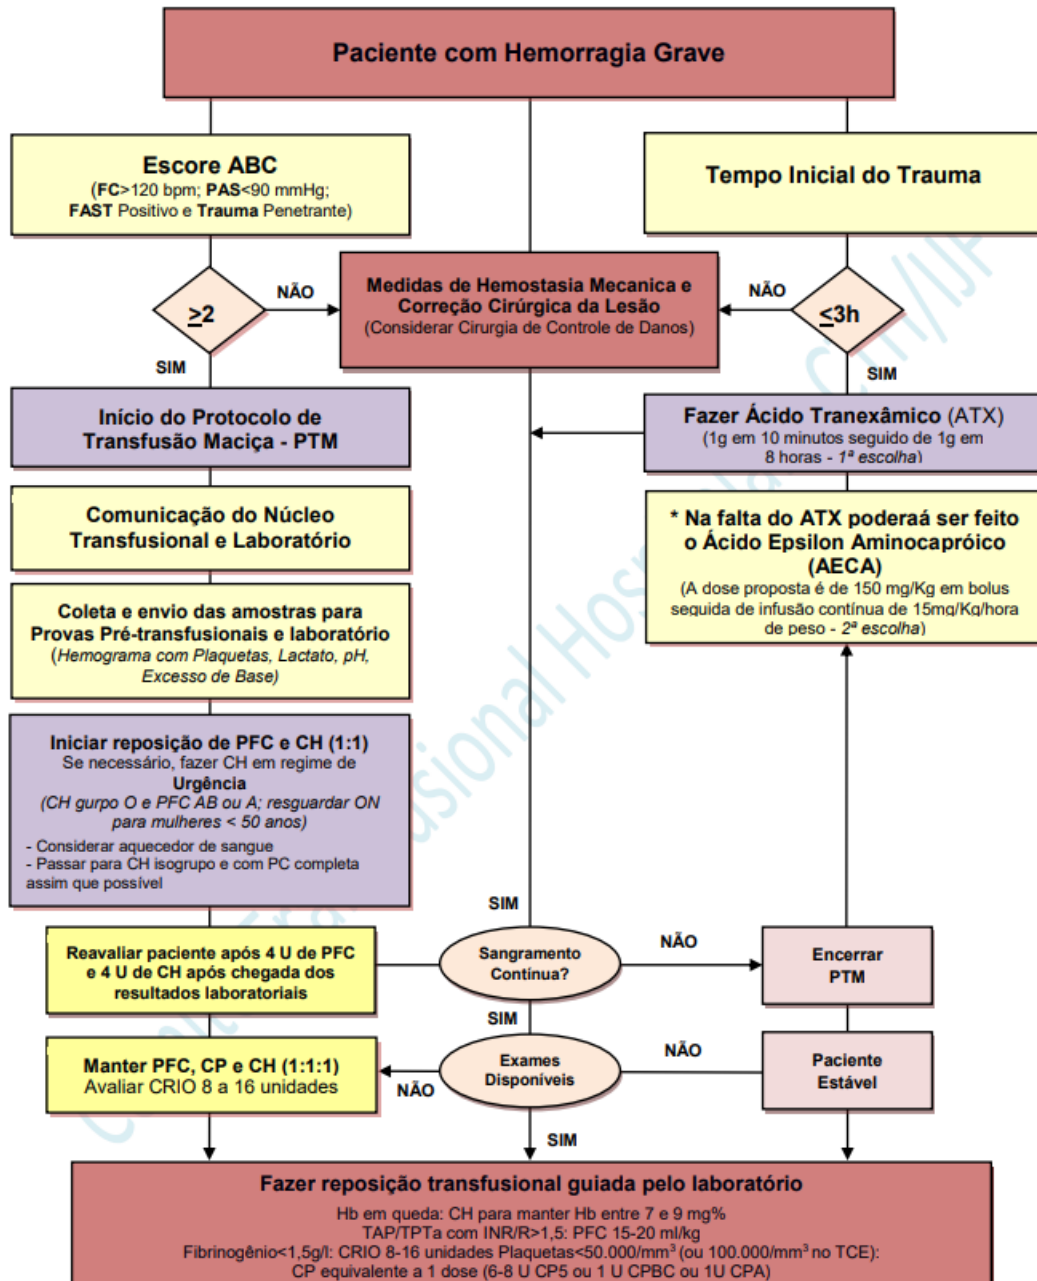 Paciente com Hemorragia Grave
Escore ABC
(FC>120 bpm; PAS<90 mmHg;
FAST Positivo e Trauma Penetrante)
Tempo Inicial do Trauma
≥2
NÃO
SIM
Medidas de Hemostasia Mecanica e
Correção Cirúrgica da Lesão
(Considerar Cirurgia de Controle de Danos)
NÃO
≤3h
SIM
Início do Protocolo de
Transfusão Maciça - PTM
Fazer Ácido Tranexâmico (ATX)
(1g em 10 minutos seguido de 1g em
8 horas - 1ª escolha)
Comunicação do Núcleo
Transfusional e Laboratório
* Na falta do ATX poderaá ser feito
o Ácido Epsilon Aminocapróico
(AECA)
(A dose proposta é de 150 mg/Kg em bolus
seguida de infusão contínua de 15mg/Kg/hora
de peso - 2ª escolha)
Coleta e envio das amostras para
Provas Pré-transfusionais e laboratório
(Hemograma com Plaquetas, Lactato, pH,
Excesso de Base)
Iniciar reposição de PFC e CH (1:1)
Se necessário, fazer CH em regime de
Urgência
(CH gurpo O e PFC AB ou A; resguardar ON
para mulheres < 50 anos)
- Considerar aquecedor de sangue
- Passar para CH isogrupo e com PC completa
assim que possível
SIM
Reavaliar paciente após 4 U de PFC
e 4 U de CH após chegada dos
resultados laboratoriais
Sangramento
Contínua?
NÃO
Encerrar
PTM
SIM
Manter PFC, CP e CH (1:1:1)
Avaliar CRIO 8 a 16 unidades
NÃO
Exames
Disponíveis
NÃO
Paciente
Estável
SIM
Fazer reposição transfusional guiada pelo laboratório
Hb em queda: CH para manter Hb entre 7 e 9 mg%
TAP/TPTa com INR/R>1,5: PFC 15-20 ml/kg
Fibrinogênio<1,5g/l: CRIO 8-16 unidades Plaquetas<50.000/mm³ (ou 100.000/mm³ no TCE):
CP equivalente a 1 dose (6-8 U CP5 ou 1 U CPBC ou 1U CPA)